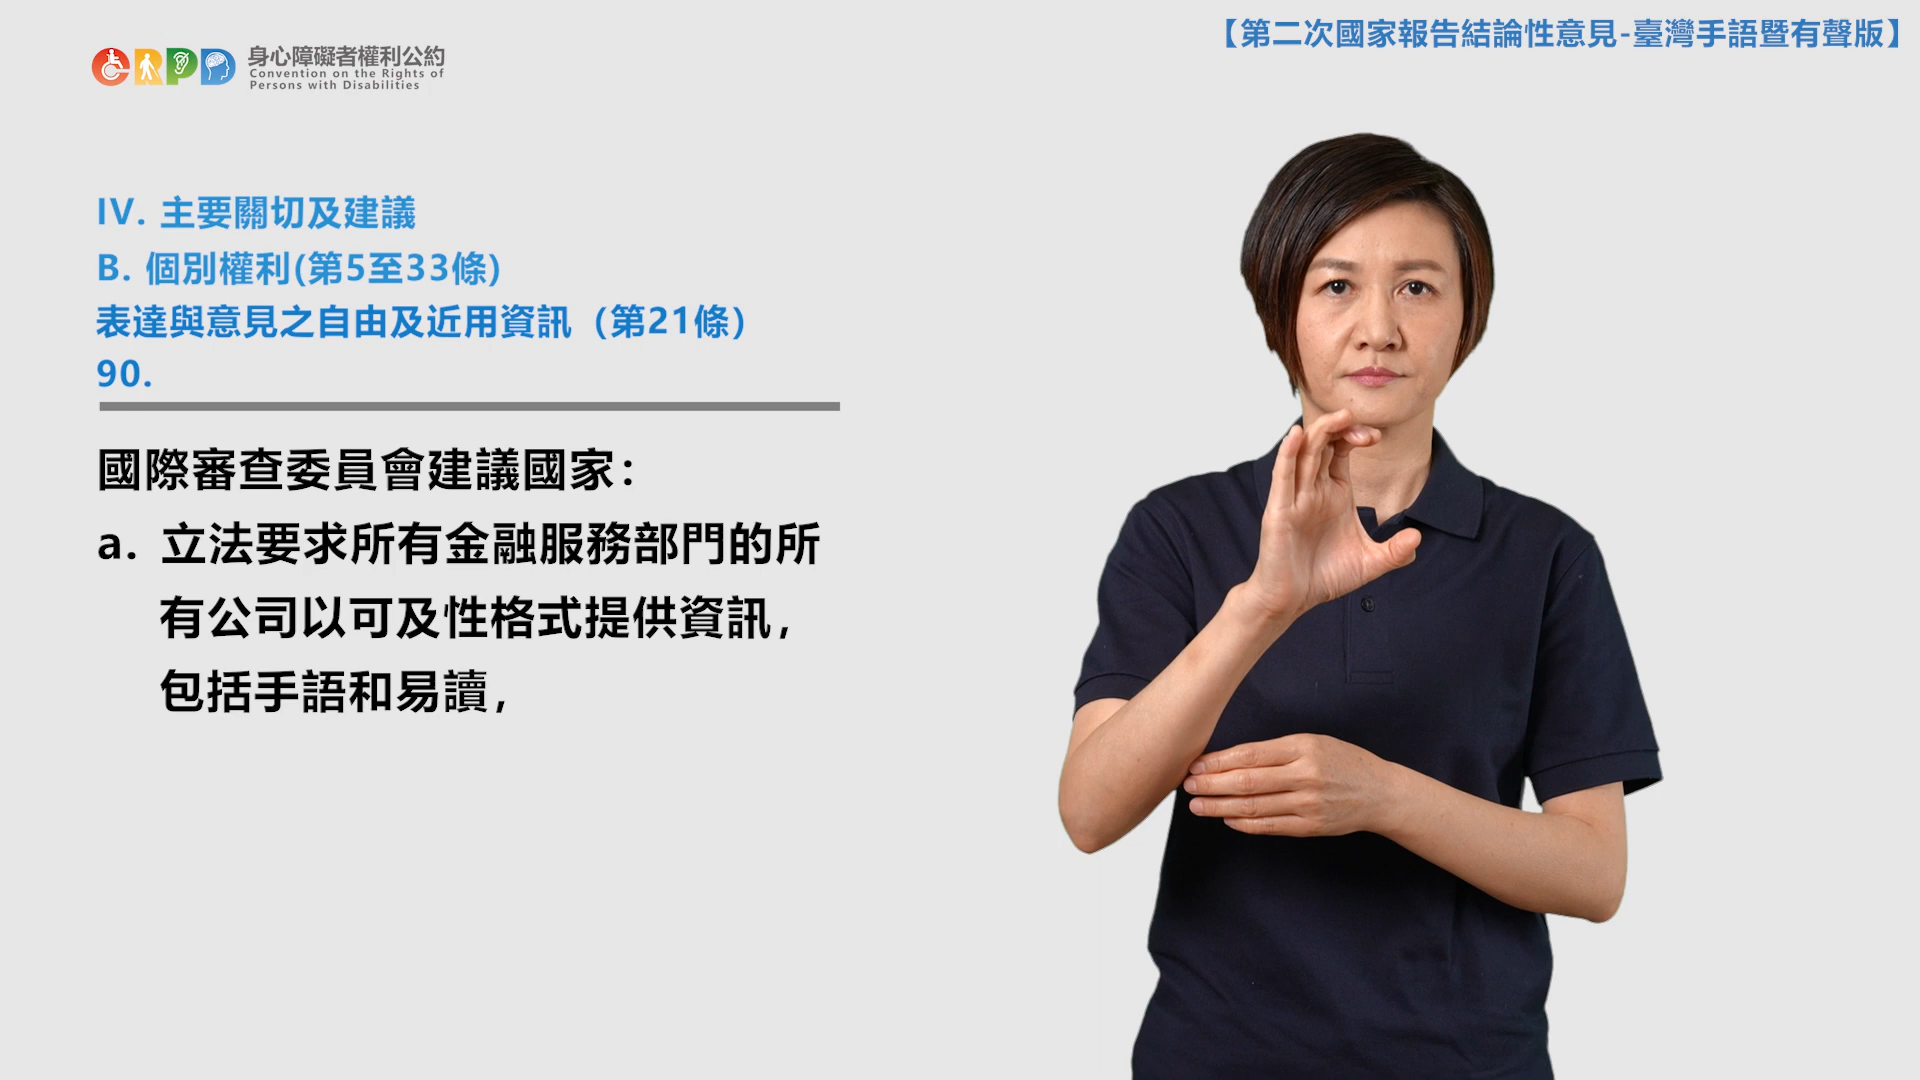 【第二次國家報告結論性意見-臺灣手語暨有聲版】
CRPD 身心障礙者權利公約
Convention on the Rights of
Persons with Disabilities
IV. 主要關切及建議
B. 個別權利(第5至33條)
表達與意見之自由及近用資訊（第21條）
90.
國際審查委員會建議國家：
a. 立法要求所有金融服務部門的所
有公司以可及性格式提供資訊，
包括手語和易讀，